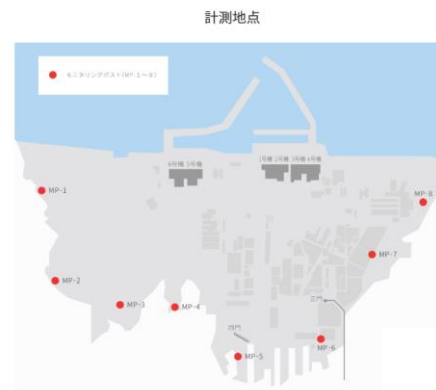 計測地点
モニタリングポスト(MP-1〜8)
6号機 5号機
1号機 2号機 3号機 4号機
MP-1
MP-8
MP-7
MP-2
MP-3
MP-4
正門
西門
MP-6
MP-5